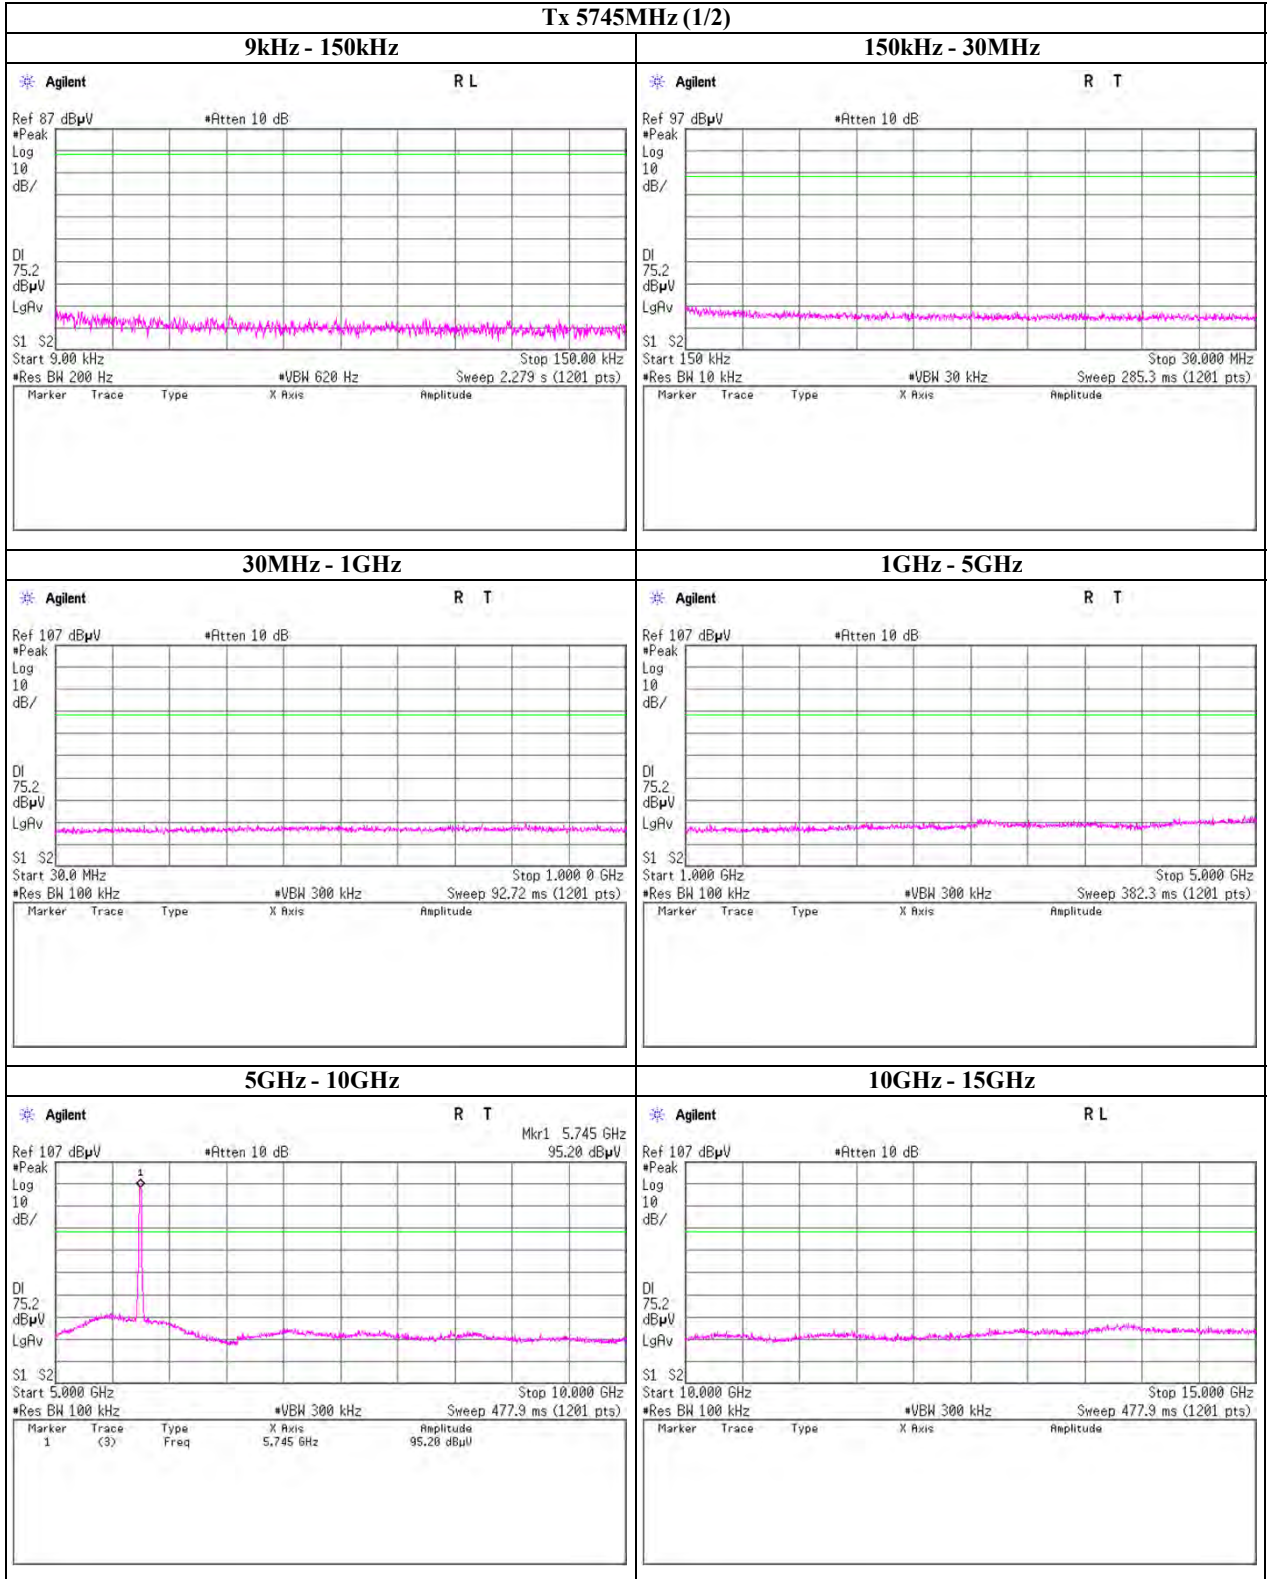 Tx 5745MHz (1/2)
9kHz - 150kHz
Agilent
R L
Ref 87 dBµV
#Atten 10 dB
#Peak
Log
10
dB/
DI
75.2
dBµV
LgAv
S1 S2
Start 9.00 kHz
Stop 150.00 kHz
#Res BW 200 Hz
#VBW 620 Hz
Sweep 2.279 s (1201 pts)
Marker Trace Type X Axis Amplitude
150kHz - 30MHz
Agilent
R T
Ref 97 dBµV
#Atten 10 dB
#Peak
Log
10
dB/
DI
75.2
dBµV
LgAv
S1 S2
Start 150 kHz
Stop 30.000 MHz
#Res BW 10 kHz
#VBW 30 kHz
Sweep 285.3 ms (1201 pts)
Marker Trace Type X Axis Amplitude
30MHz - 1GHz
Agilent
R T
Ref 107 dBµV
#Atten 10 dB
#Peak
Log
10
dB/
DI
75.2
dBµV
LgAv
S1 S2
Start 30.0 MHz
Stop 1.000 0 GHz
#Res BW 100 kHz
#VBW 300 kHz
Sweep 92.72 ms (1201 pts)
Marker Trace Type X Axis Amplitude
1GHz - 5GHz
Agilent
R T
Ref 107 dBµV
#Atten 10 dB
#Peak
Log
10
dB/
DI
75.2
dBµV
LgAv
S1 S2
Start 1.000 GHz
Stop 5.000 GHz
#Res BW 100 kHz
#VBW 300 kHz
Sweep 382.3 ms (1201 pts)
Marker Trace Type X Axis Amplitude
5GHz - 10GHz
Agilent
R T
Mkr1 5.745 GHz
Ref 107 dBµV
#Atten 10 dB
95.20 dBµV
#Peak
Log
10
dB/
1
DI
75.2
dBµV
LgAv
S1 S2
Start 5.000 GHz
Stop 10.000 GHz
#Res BW 100 kHz
#VBW 300 kHz
Sweep 477.9 ms (1201 pts)
Marker Trace Type X Axis Amplitude
1 (3) Freq 5.745 GHz 95.20 dBµV
10GHz - 15GHz
Agilent
R L
Ref 107 dBµV
#Atten 10 dB
#Peak
Log
10
dB/
DI
75.2
dBµV
LgAv
S1 S2
Start 10.000 GHz
Stop 15.000 GHz
#Res BW 100 kHz
#VBW 300 kHz
Sweep 477.9 ms (1201 pts)
Marker Trace Type X Axis Amplitude